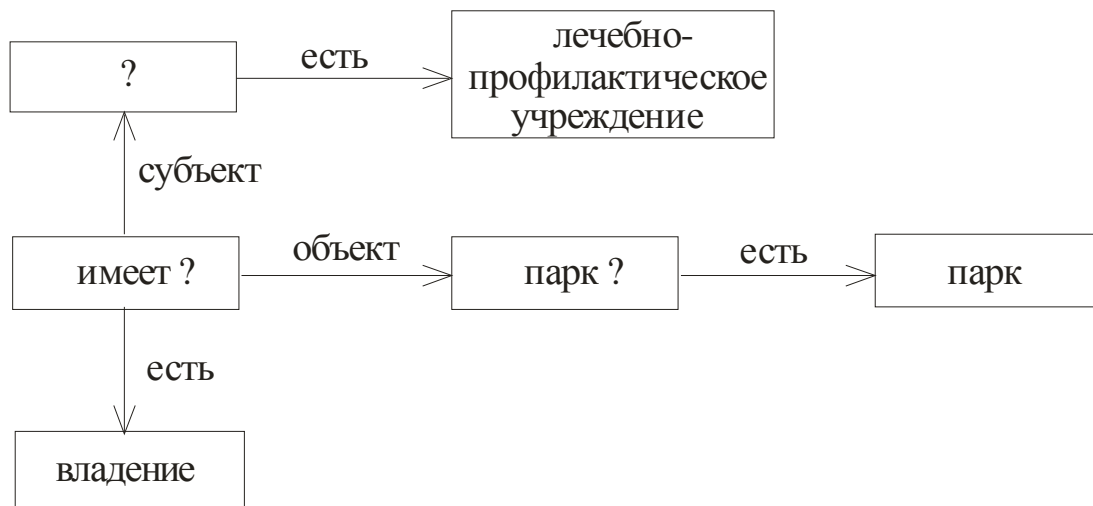 ?
есть
лечебно-
профилактическое
учреждение
субъект
имеет ?
объект
парк ?
есть
парк
есть
владение